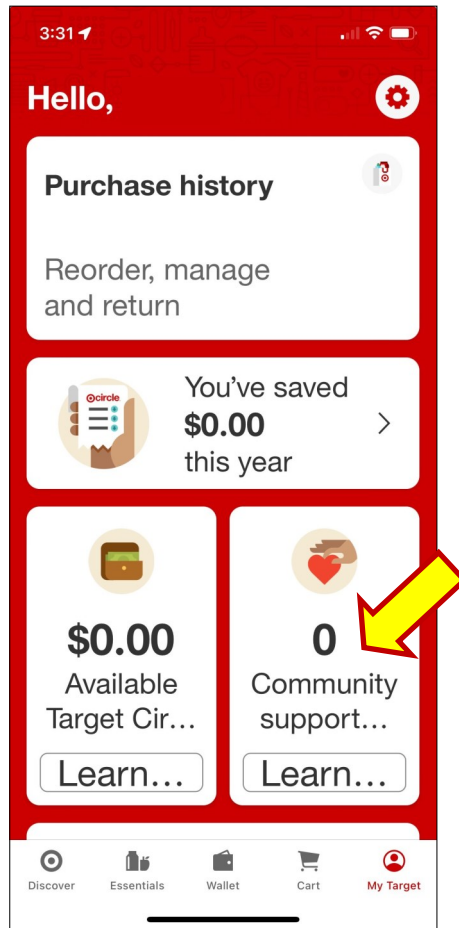 3:31
Hello,
Purchase history
Reorder, manage
and return
circle
You've saved
$0.00
this year
$0.00
Available
Target Cir...
Learn...
0
Community
support...
Learn...
Discover
Essentials
Wallet
Cart
My Target